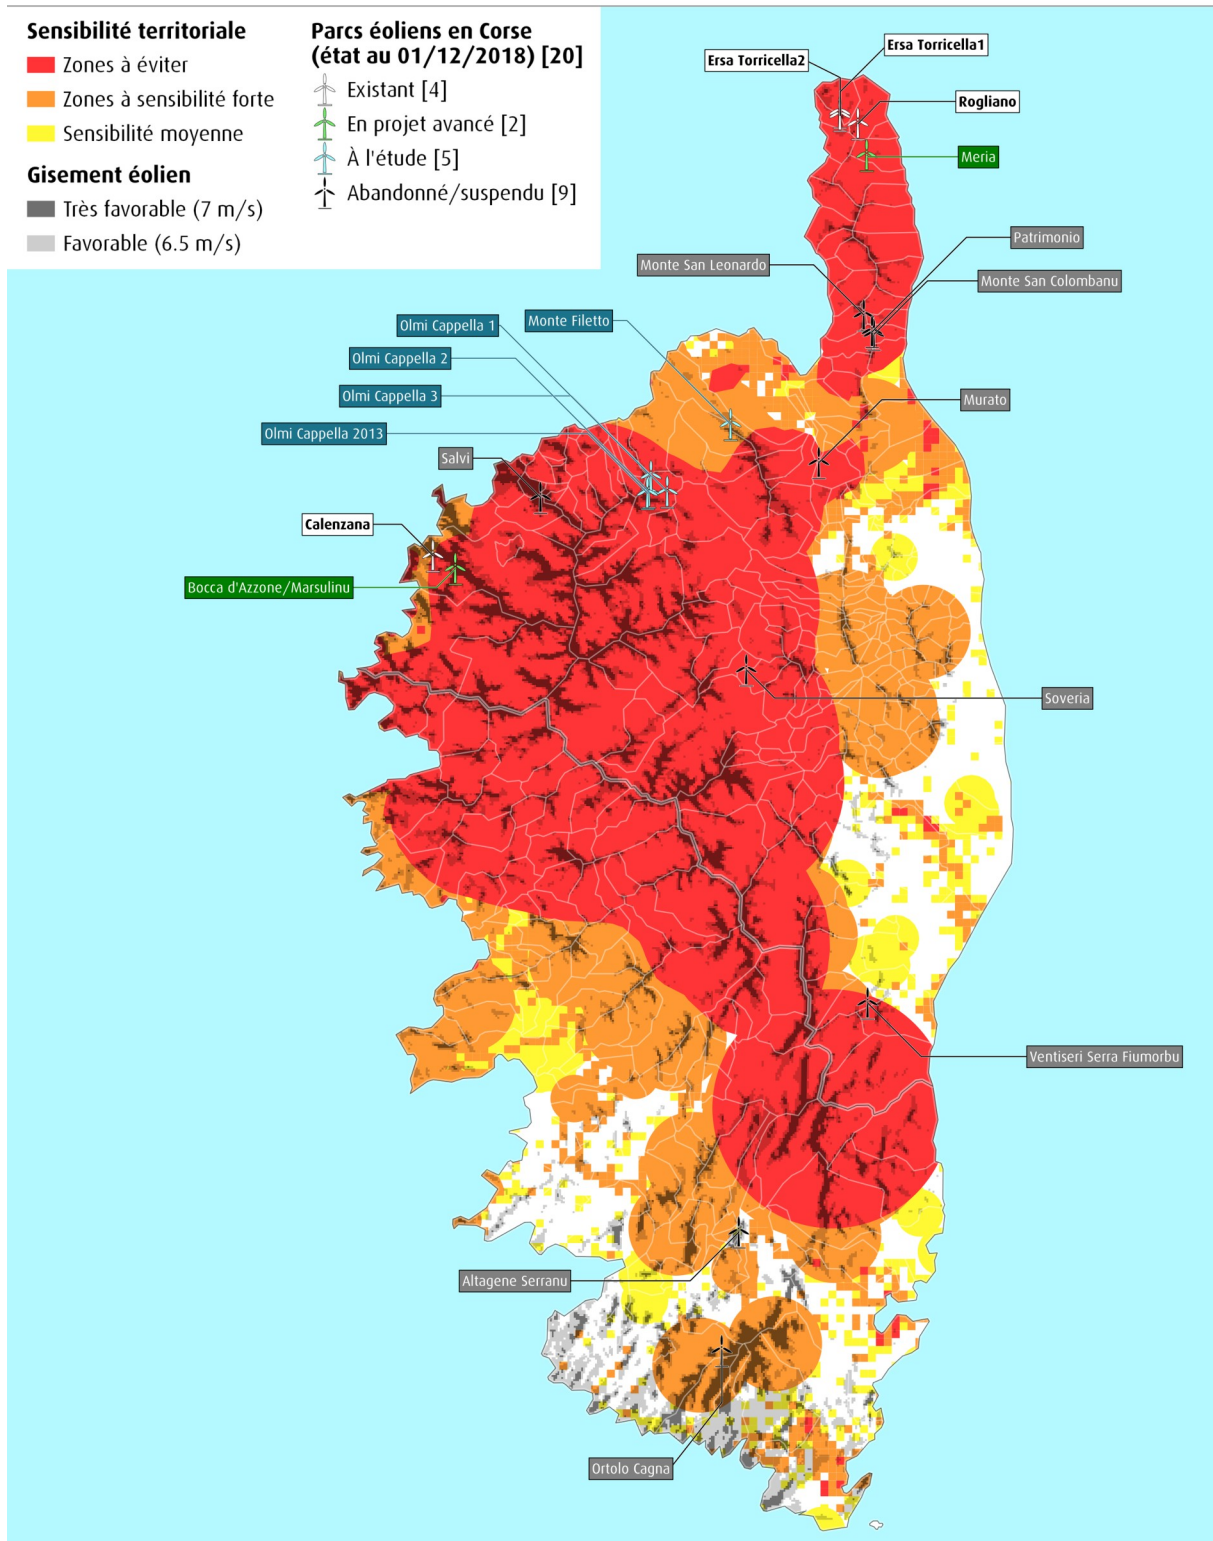 Sensibilité territoriale
Zones à éviter
Zones à sensibilité forte
Sensibilité moyenne
Gisement éolien
Très favorable (7 m/s)
Favorable (6.5 m/s)
Parcs éoliens en Corse
(état au 01/12/2018) [20]
Existant [4]
En projet avancé [2]
À l'étude [5]
Abandonné/suspendu [9]
Ersa Torricella1
Ersa Torricella2
Rogliano
Meria
Patrimonio
Monte San Leonardo
Monte San Colombanu
Monte Filetto
Olmi Cappella 1
Olmi Cappella 2
Olmi Cappella 3
Murato
Olmi Cappella 2013
Salvi
Calenzana
Bocca d'Azzone/Marsulinu
Soveria
Ventiseri Serra Fiumorbu
Altagene Serranu
Ortolo Cagna